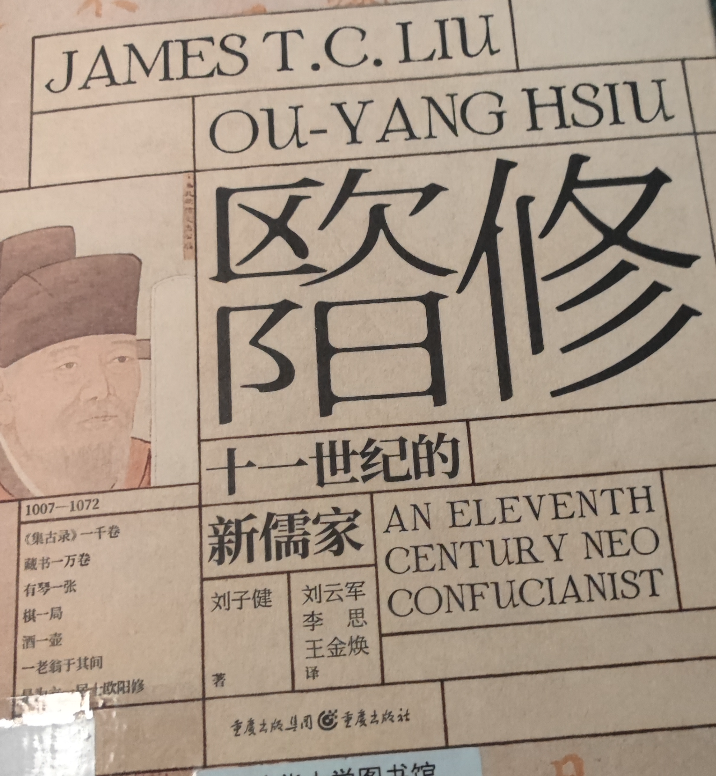 JAMES T.C. LIU
OU-YANG HSIU
欧阳修
十一世纪的
新儒家
AN ELEVENTH
CENTURY NEO
CONFUCIANIST
1007—1072
《集古录》一千卷
藏书一万卷
有琴一张
棋一局
酒一壶
一老翁于其间
士欧阳修
刘子健
著
刘云军
李 思
王金焕
译
重庆出版集团 重庆出版社
大学图书馆